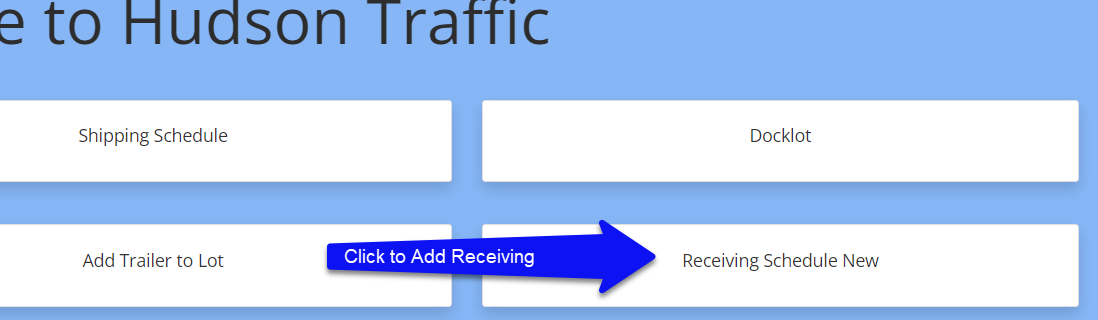 e to Hudson Traffic
Shipping Schedule
Docklot
Add Trailer to Lot
Click to Add Receiving
Receiving Schedule New